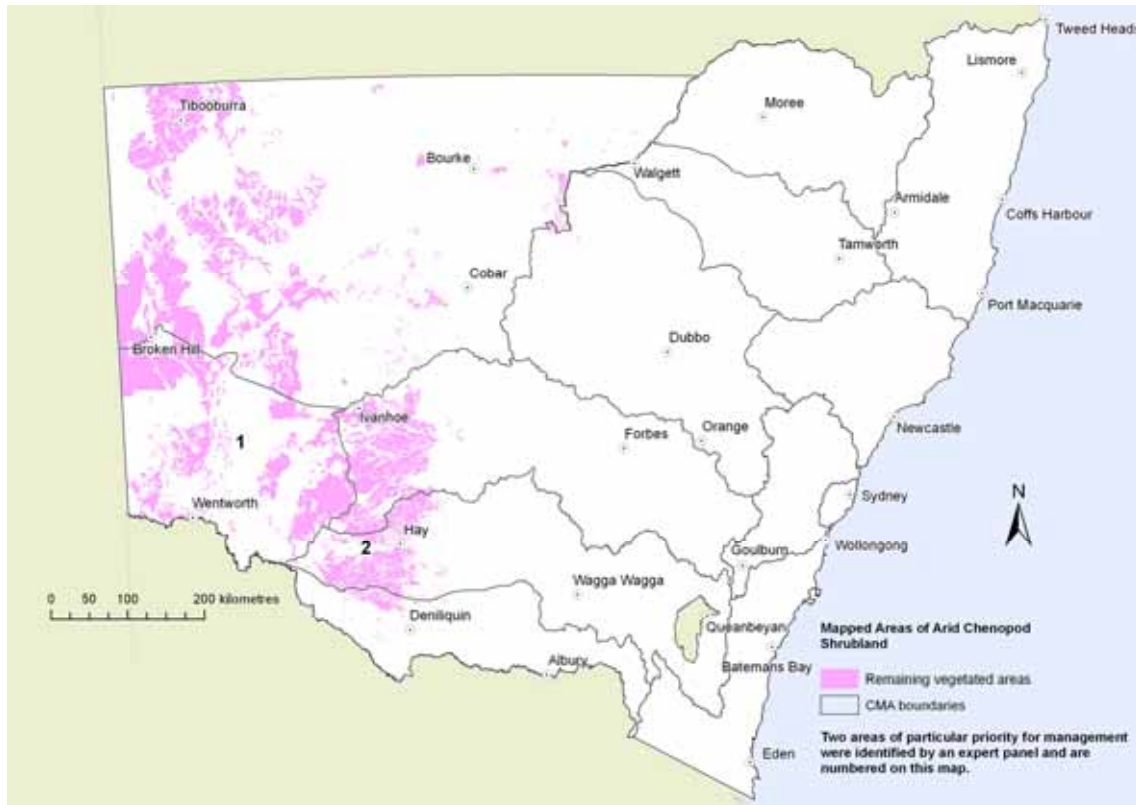 Tweed Heads
Lismore
Tibooburra
Moree
Bourke
Walgett
Armidale
Coffs Harbour
Tamworth
Cobar
Port Macquarie
Broken Hill
Dubbo
Ivanhoe
Forbes
Orange
Newcastle
1
Wentworth
Sydney
N
Hay
2
Goulburn
Wollongong
Wagga Wagga
0 50 100 200 kilometres
Deniliquin
Queanbeyan
Albury
Batemans Bay
Eden
Mapped Areas of Arid Chenopod
Shrubland
Remaining vegetated areas
CMA boundaries
Two areas of particular priority for management
were identified by an expert panel and are
numbered on this map.